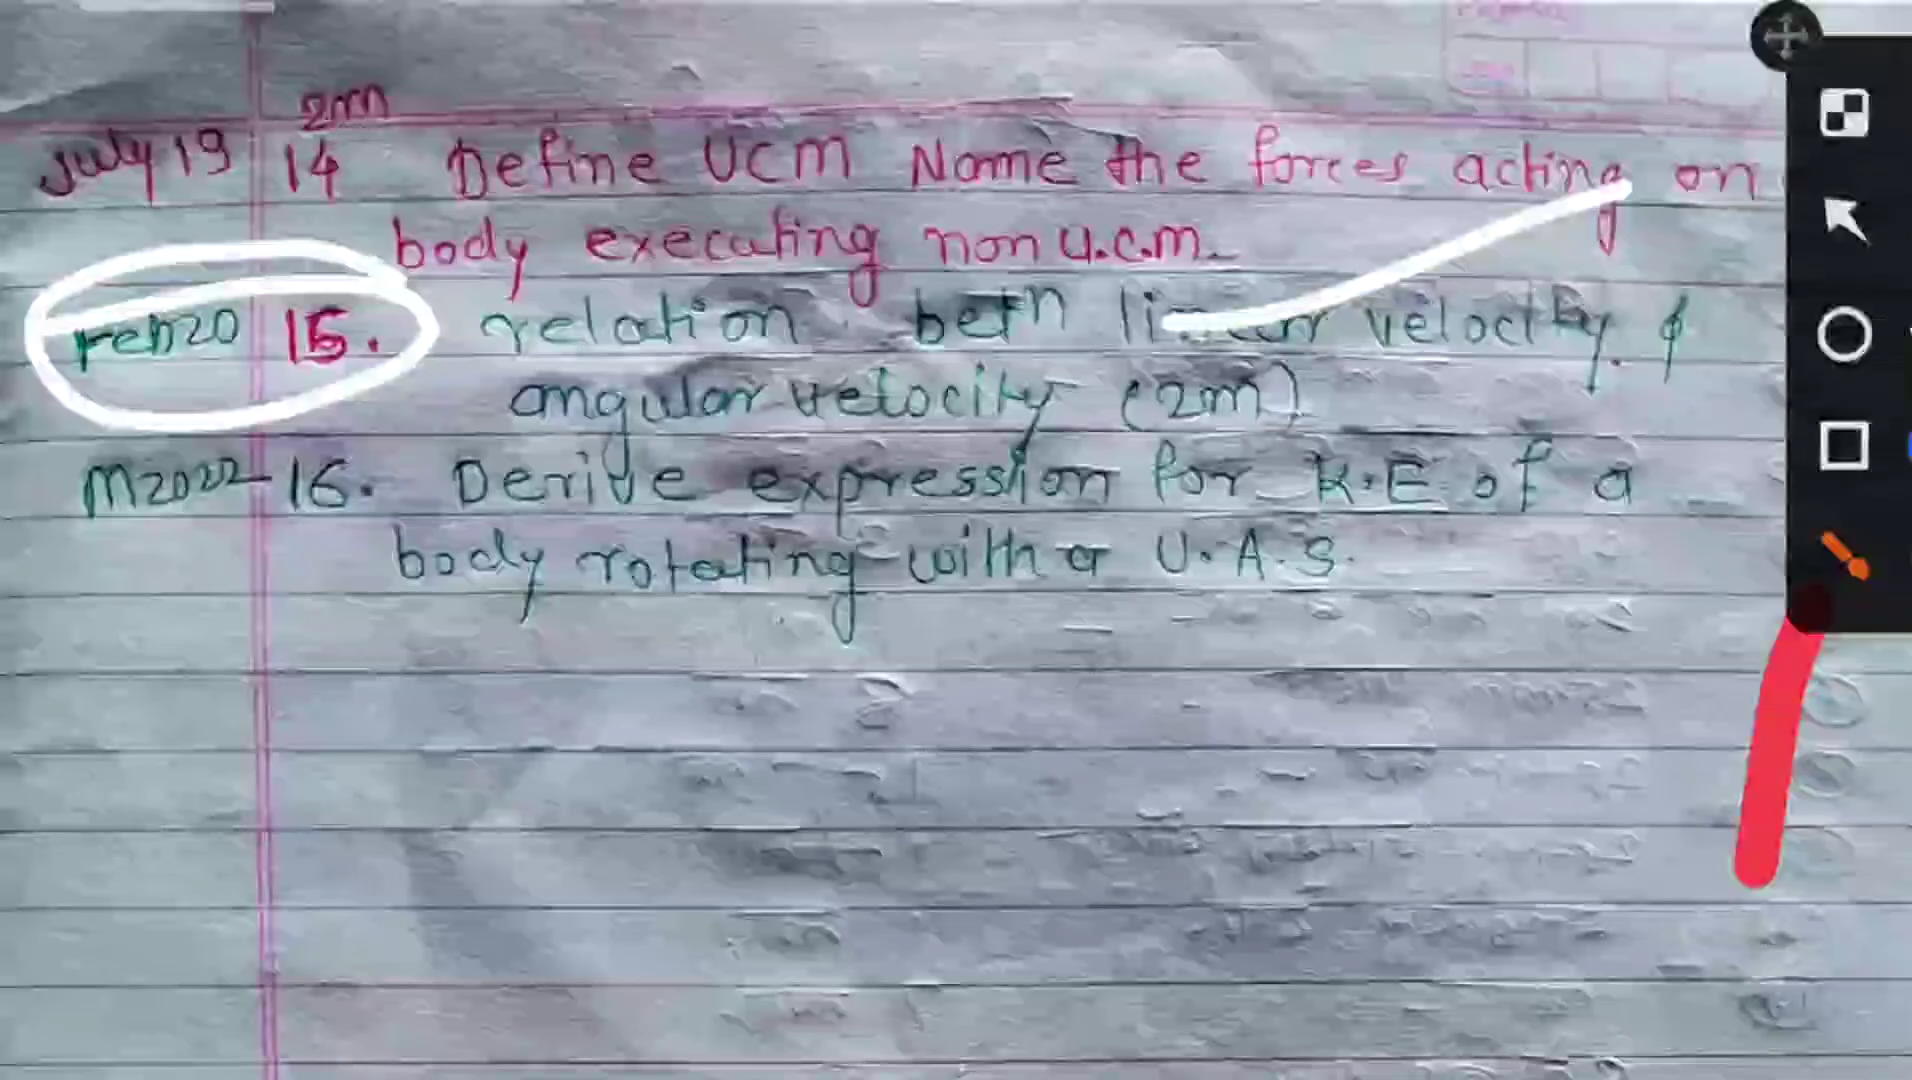 2m
July 19 14 Define UCM Name the forces acting on
body executing non U.C.M.
Feb20 15. relation betn linear velocity &
angular velocity (2m)
M2022 16. Derive expression for K.E of a
body rotating with a U.A.S.